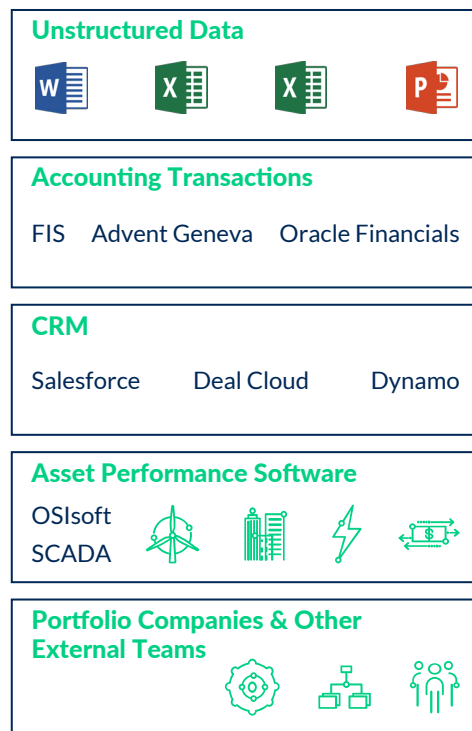 Unstructured Data
W X X P
Accounting Transactions
FIS Advent Geneva Oracle Financials
CRM
Salesforce Deal Cloud Dynamo
Asset Performance Software
OSIsoft
SCADA
$
Portfolio Companies & Other
External Teams